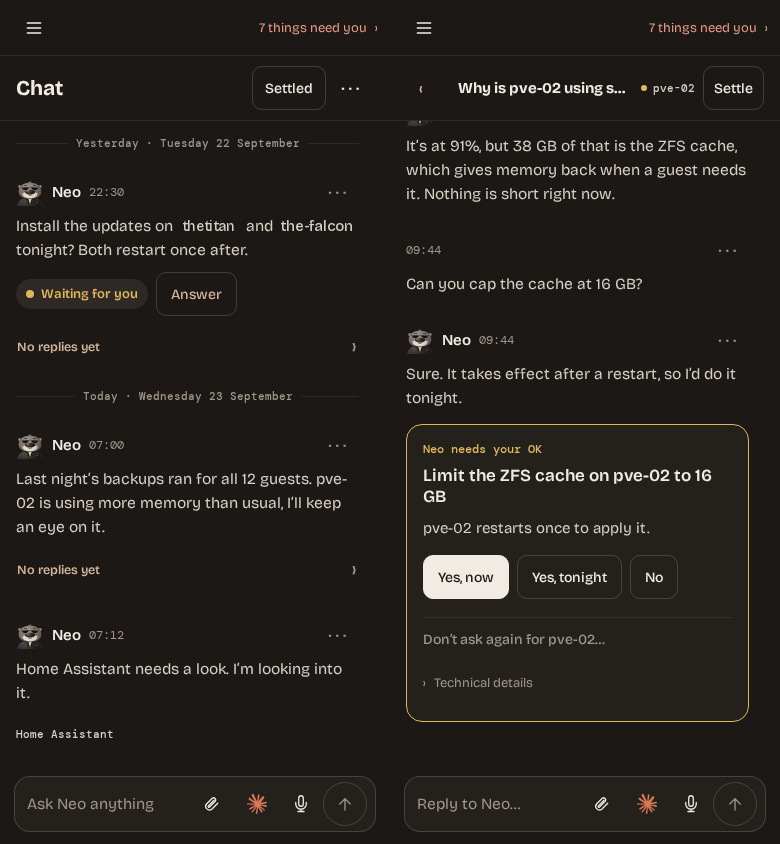 7 things need you ›
Chat
Settled
Yesterday · Tuesday 22 September
Neo 22:30
Install the updates on thetitan and the-falcon
tonight? Both restart once after.
Waiting for you
Answer
No replies yet ›
Today · Wednesday 23 September
Neo 07:00
Last night's backups ran for all 12 guests. pve-
02 is using more memory than usual, I'll keep
an eye on it.
No replies yet ›
Neo 07:12
Home Assistant needs a look. I'm looking into
it.
Home Assistant
Ask Neo anything
7 things need you ›
‹ Why is pve-02 using s... pve-02 Settle
It's at 91%, but 38 GB of that is the ZFS cache,
which gives memory back when a guest needs
it. Nothing is short right now.
09:44
Can you cap the cache at 16 GB?
Neo 09:44
Sure. It takes effect after a restart, so I'd do it
tonight.
Neo needs your OK
Limit the ZFS cache on pve-02 to 16
GB
pve-02 restarts once to apply it.
Yes, now
Yes, tonight
No
Don't ask again for pve-02...
› Technical details
Reply to Neo...